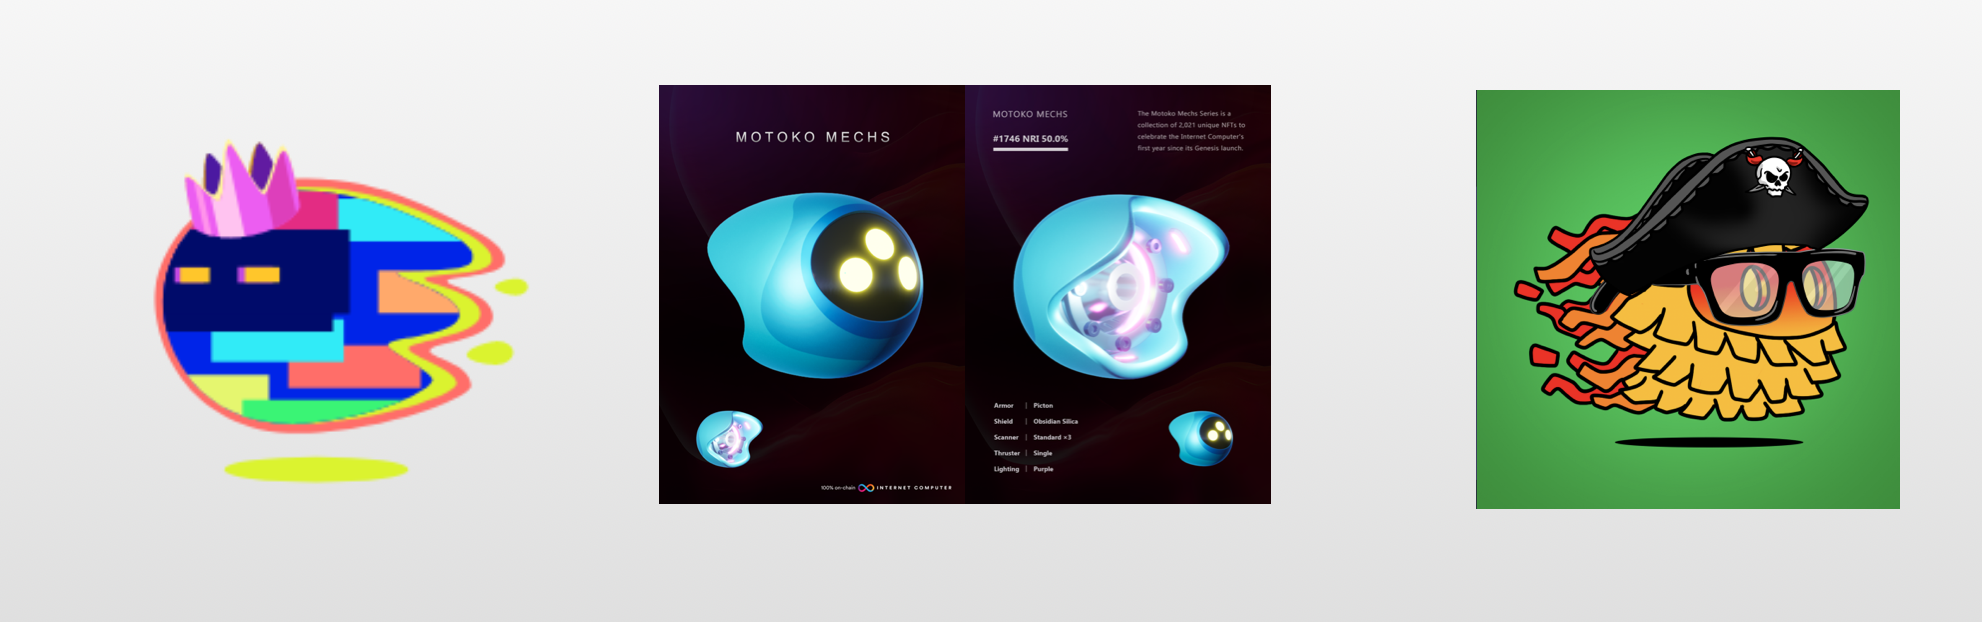 MOTOKO MECHS
100% on-chain INTERNET COMPUTER
MOTOKO MECHS
#1746 NRI 50.0%
The Motoko Mechs Series is a
collection of 2,021 unique NFTs to
celebrate the Internet Computer's
first year since its Genesis launch.
Armor | Picton
Shield | Obsidian Silica
Scanner | Standard ×3
Thruster | Single
Lighting | Purple